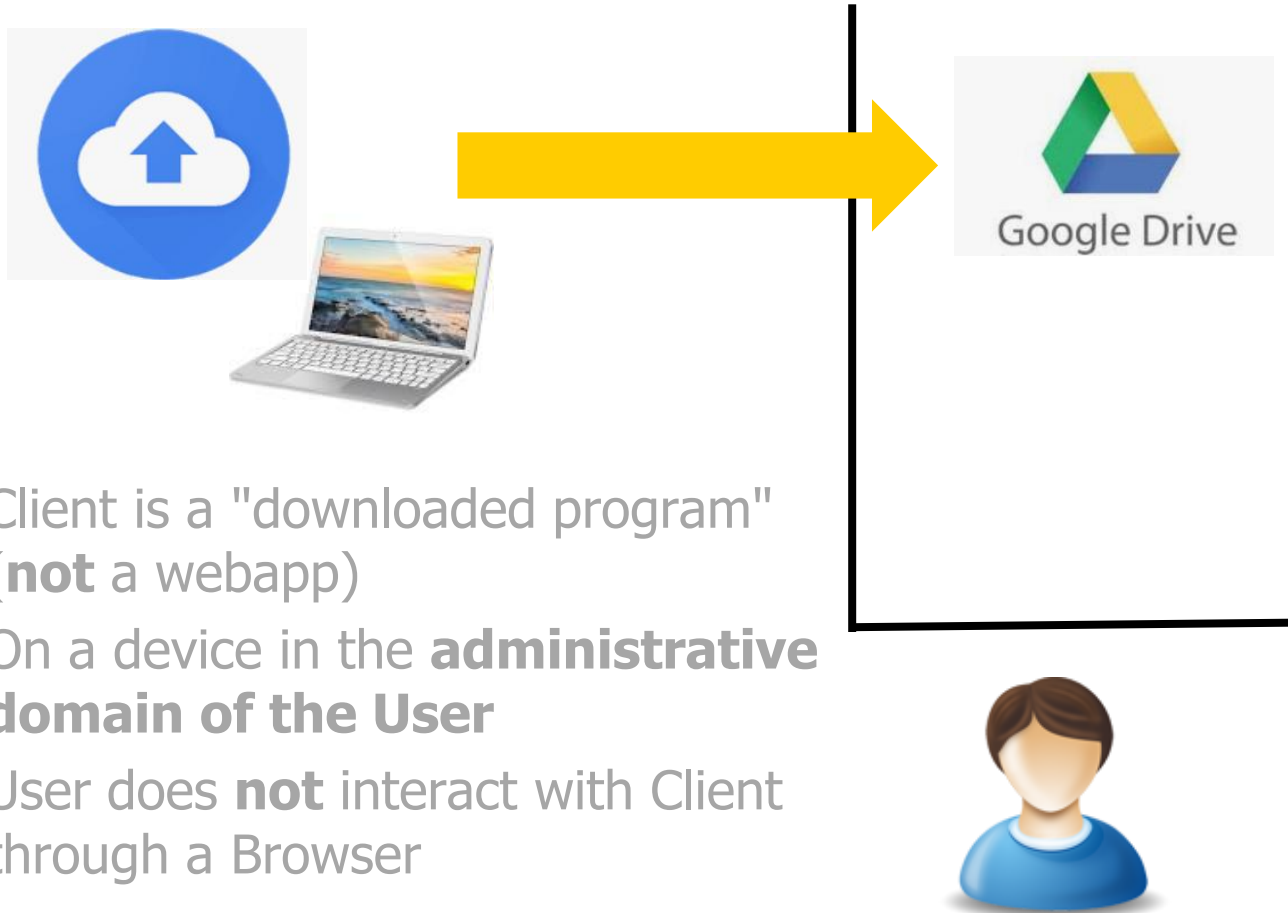 Google Drive
Client is a "downloaded program"
(not a webapp)
On a device in the administrative
domain of the User
User does not interact with Client
through a Browser